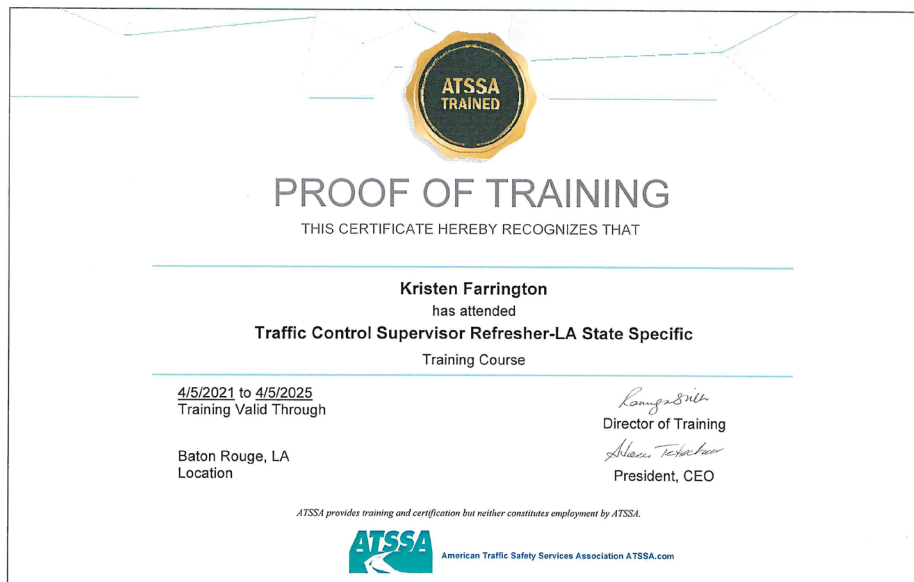 ATSSA
TRAINED
PROOF OF TRAINING
THIS CERTIFICATE HEREBY RECOGNIZES THAT
Kristen Farrington
has attended
Traffic Control Supervisor Refresher-LA State Specific
Training Course
4/5/2021 to 4/5/2025
Training Valid Through
Director of Training
Baton Rouge, LA
Location
President, CEO
ATSSA provides training and certification but neither constitutes employment by ATSSA.
ATSSA
American Traffic Safety Services Association ATSSA.com